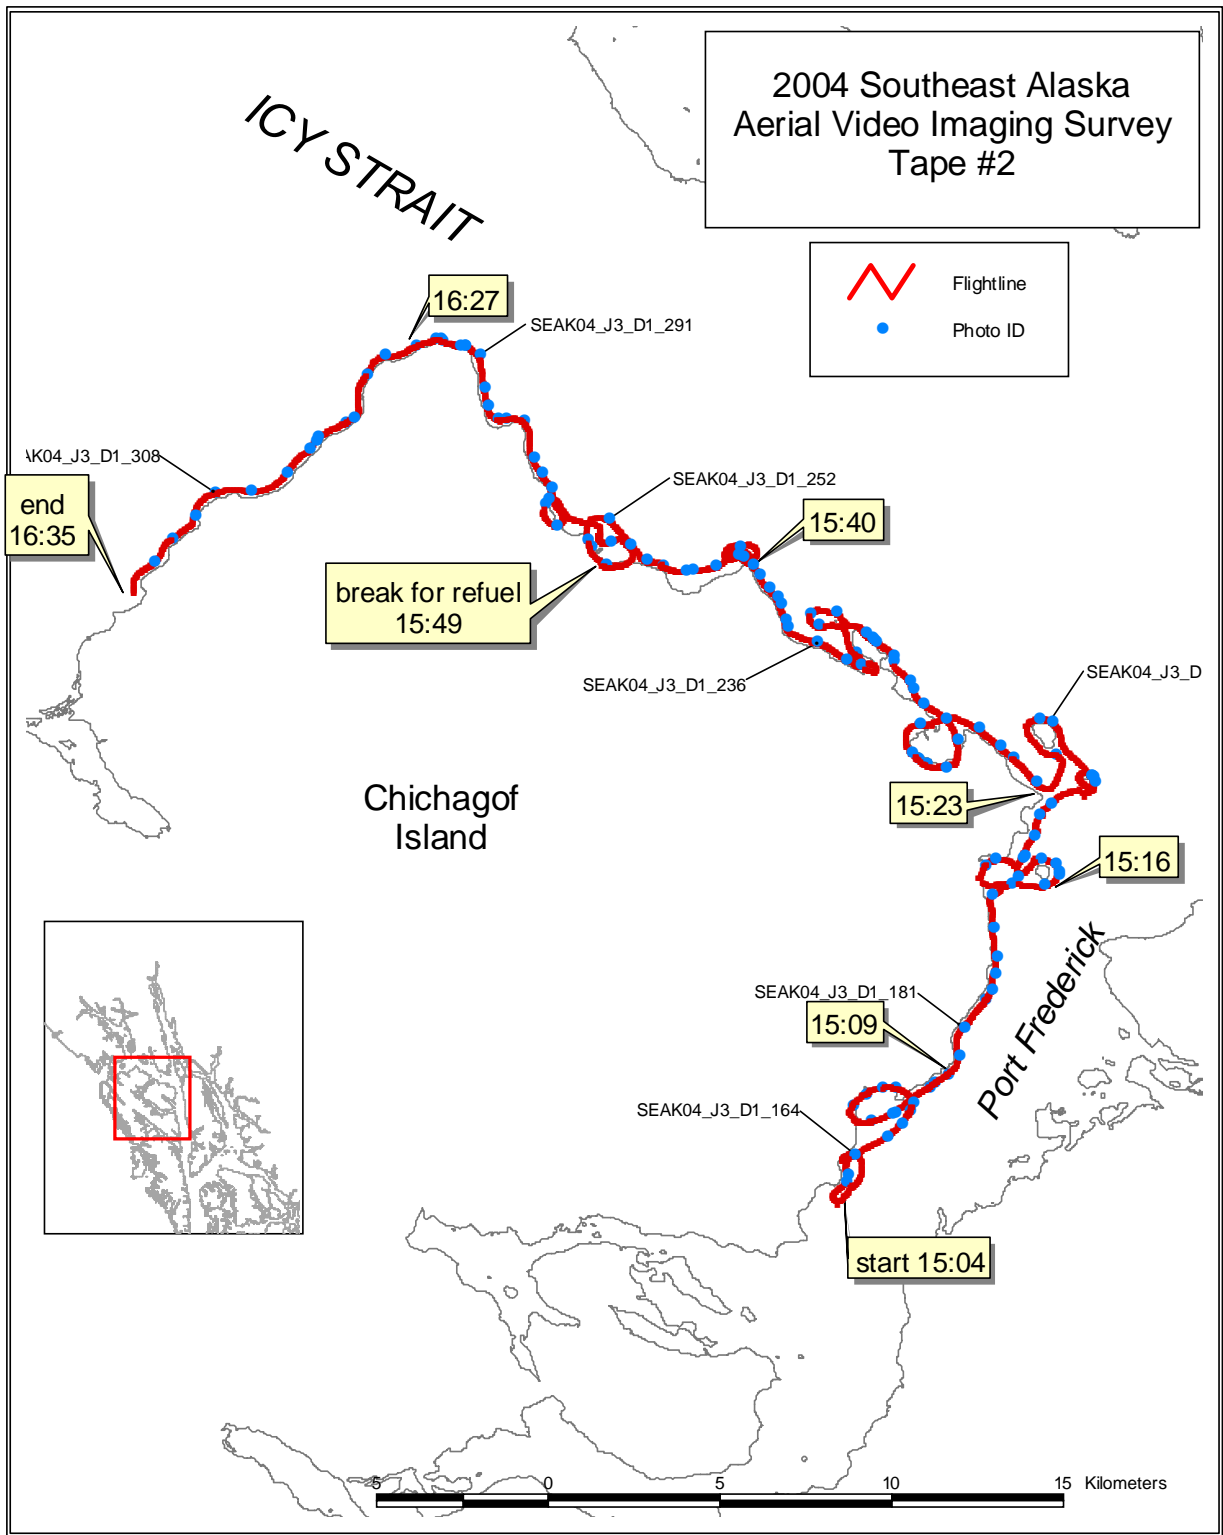 2004 Southeast Alaska
Aerial Video Imaging Survey
Tape #2
ICY STRAIT
Flightline
Photo ID
16:27
SEAK04_J3_D1_291
AK04_J3_D1_308
end
16:35
SEAK04_J3_D1_252
15:40
break for refuel
15:49
SEAK04_J3_D1_236
SEAK04_J3_D
Chichagof
Island
15:23
15:16
Port Frederick
SEAK04_J3_D1_181
15:09
SEAK04_J3_D1_164
start 15:04
5 0 5 10 15 Kilometers